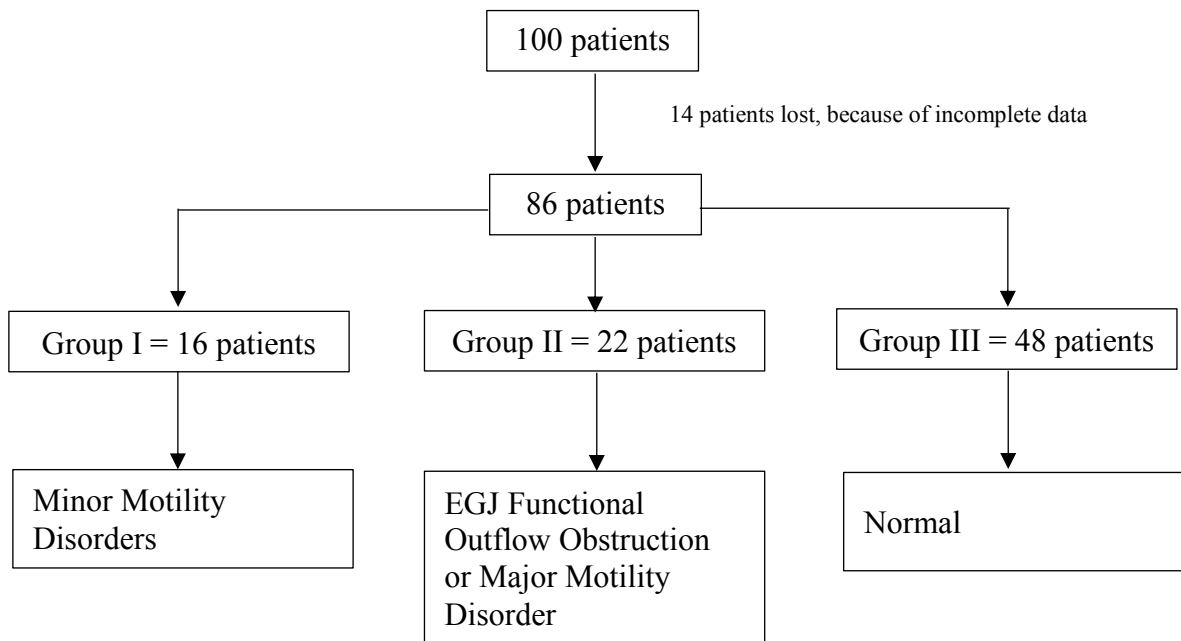 100 patients
14 patients lost, because of incomplete data
86 patients
Group I = 16 patients
Group II = 22 patients
Group III = 48 patients
Minor Motility
Disorders
EGJ Functional
Outflow Obstruction
or Major Motility
Disorder
Normal